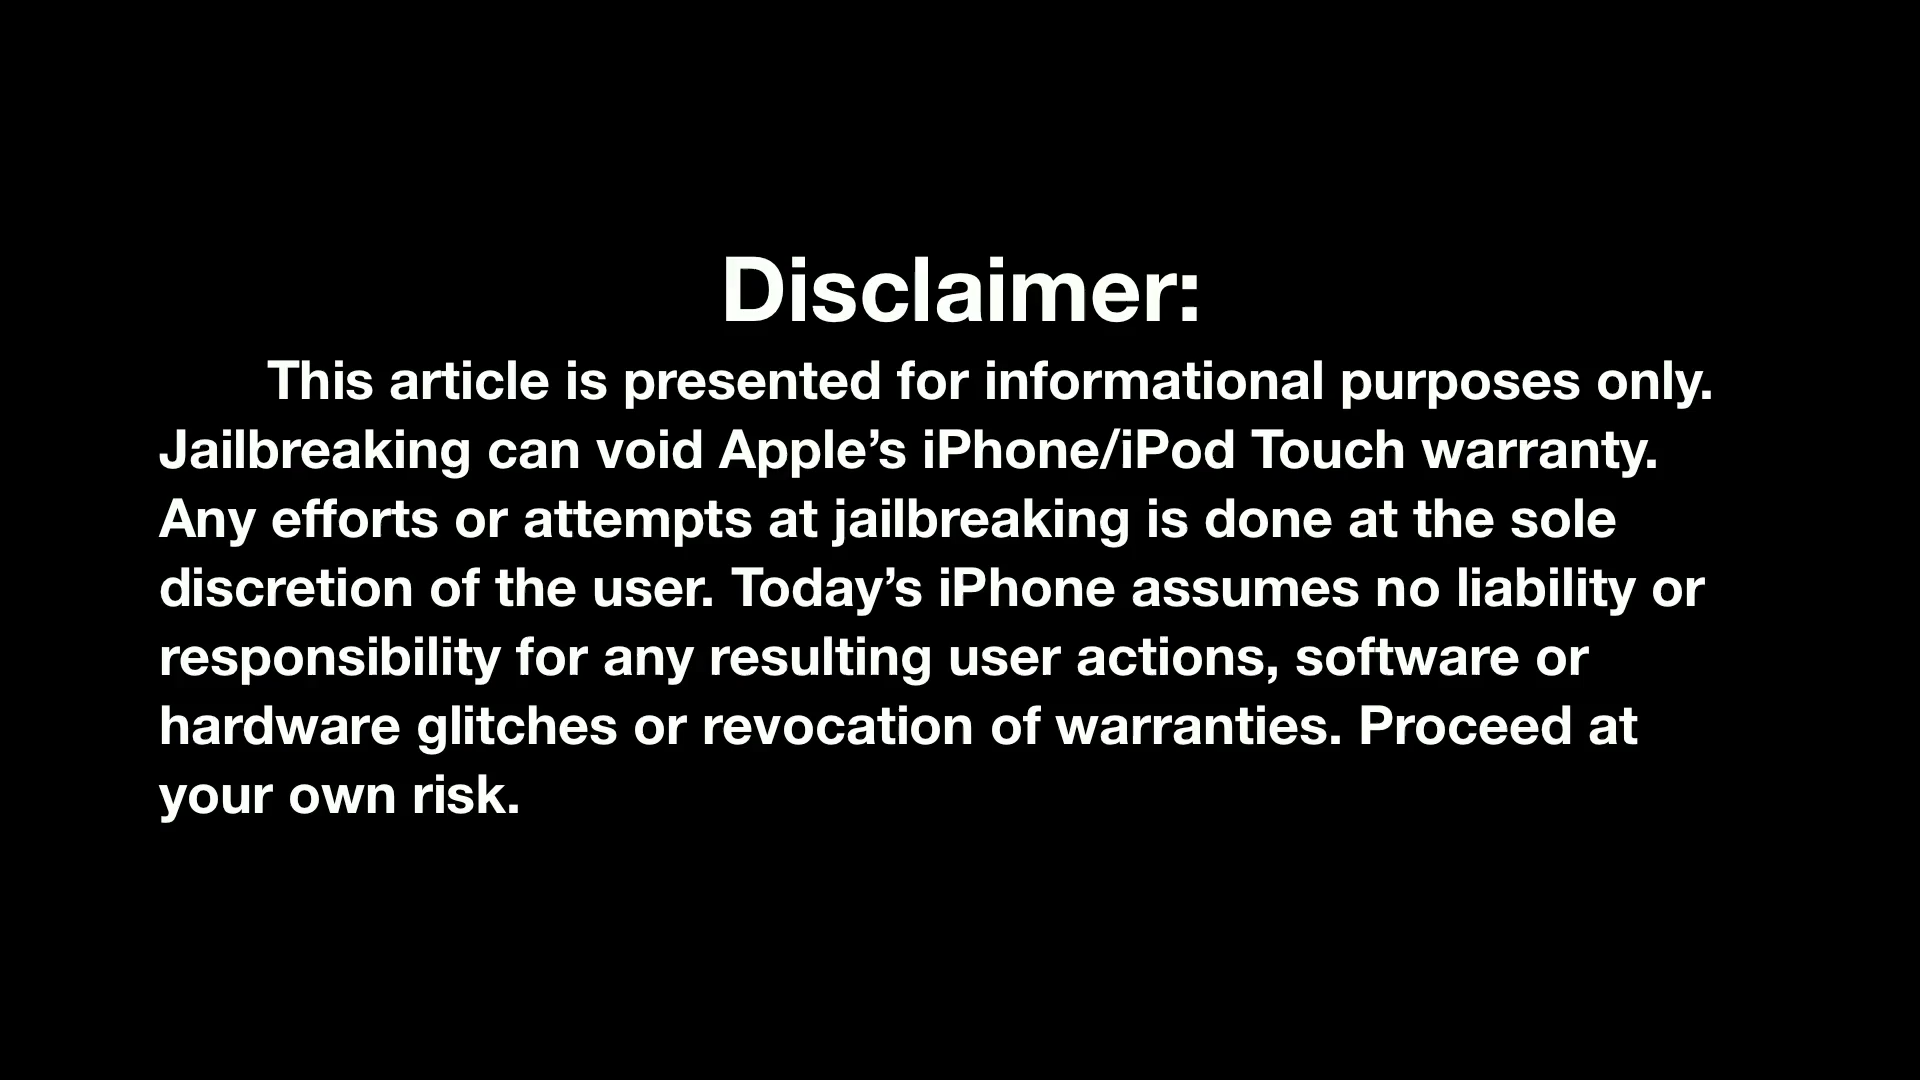 Disclaimer:
This article is presented for informational purposes only.
Jailbreaking can void Apple’s iPhone/iPod Touch warranty.
Any efforts or attempts at jailbreaking is done at the sole
discretion of the user. Today’s iPhone assumes no liability or
responsibility for any resulting user actions, software or
hardware glitches or revocation of warranties. Proceed at
your own risk.